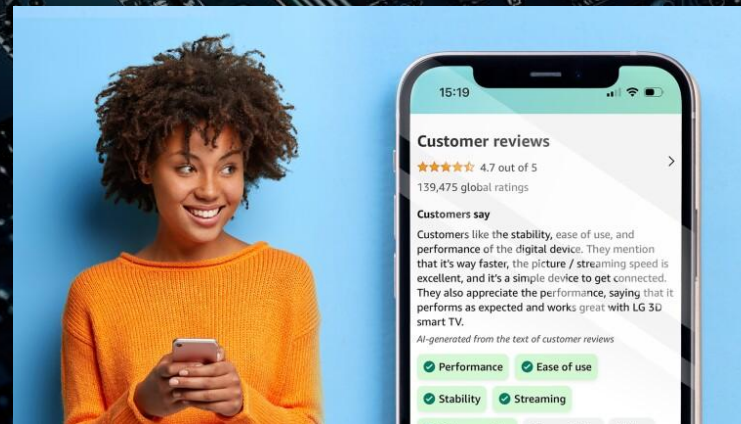 15:19
Customer reviews
4.7 out of 5
139,475 global ratings
Customers say
Customers like the stability, ease of use, and
performance of the digital device. They mention
that it's way faster, the picture / streaming speed is
excellent, and it's a simple device to get connected.
They also appreciate the performance, saying that it
performs as expected and works great with LG 3D
smart TV.
AI-generated from the text of customer reviews
Performance
Ease of use
Stability
Streaming